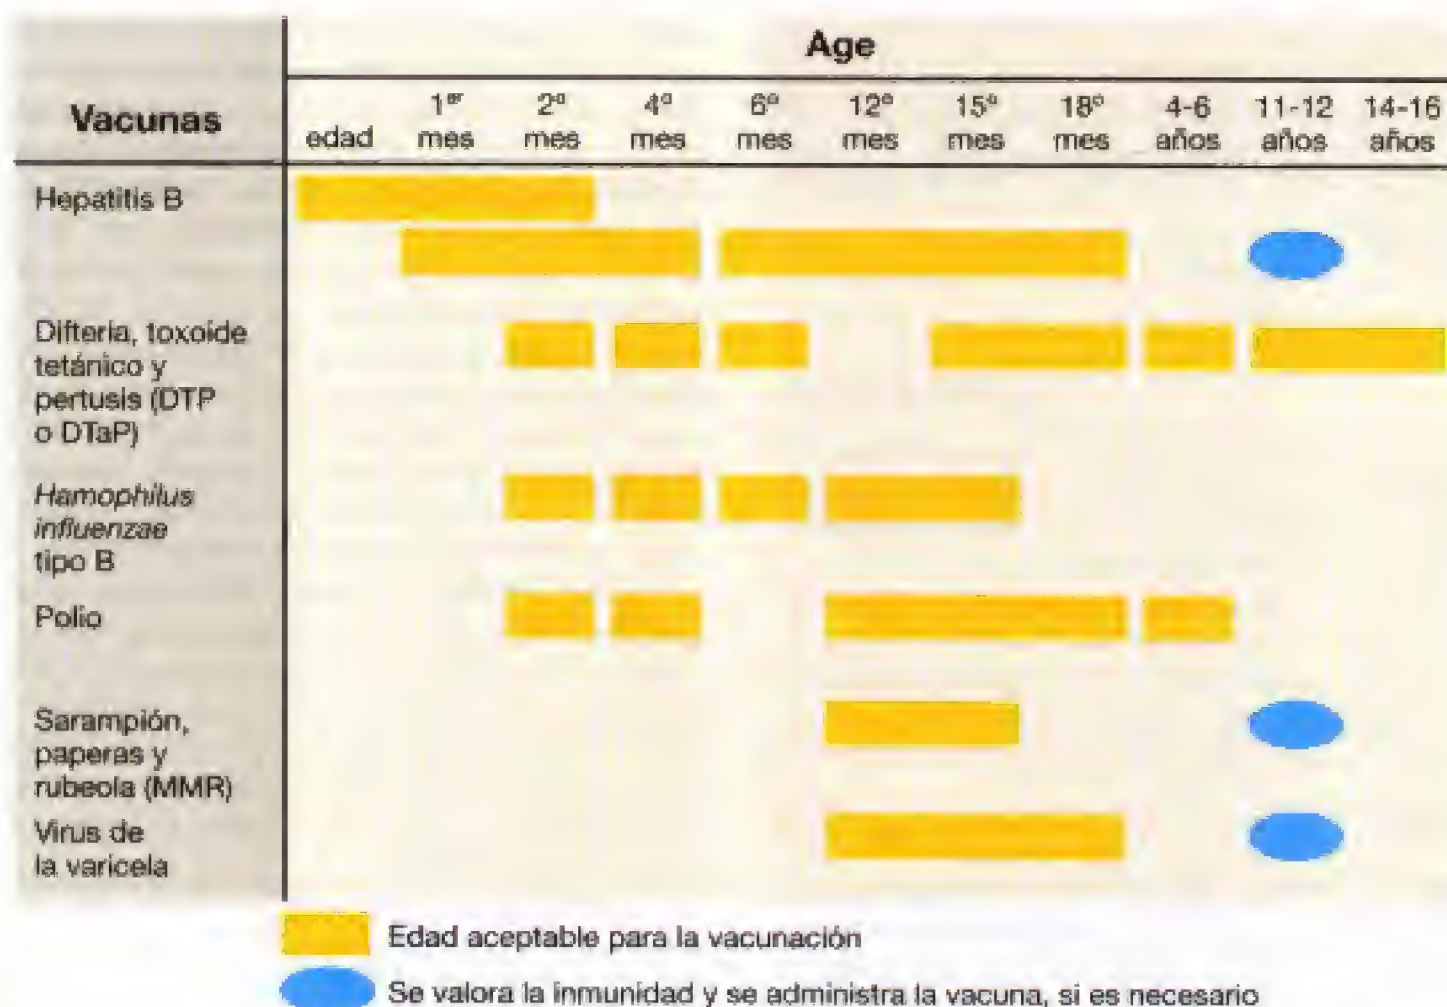 Age
Vacunas
edad
1er mes
2º mes
4º mes
6º mes
12º mes
15º mes
18º mes
4-6 años
11-12 años
14-16 años
Hepatitis B
Difteria, toxoide
tetánico y
pertusis (DTP
o DTaP)
Hamophilus
influenzae
tipo B
Polio
Sarampión,
paperas y
rubeola (MMR)
Virus de
la varicela
Edad aceptable para la vacunación
Se valora la inmunidad y se administra la vacuna, si es necesario